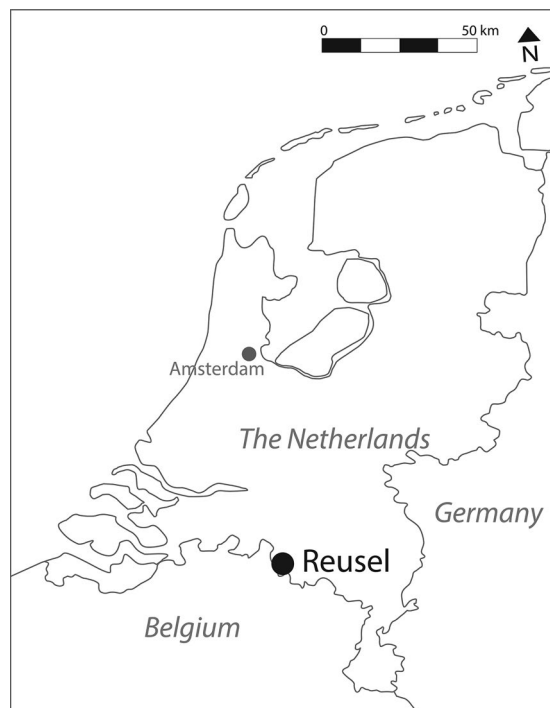 0 50 km
N
Amsterdam
The Netherlands
Germany
Reusel
Belgium